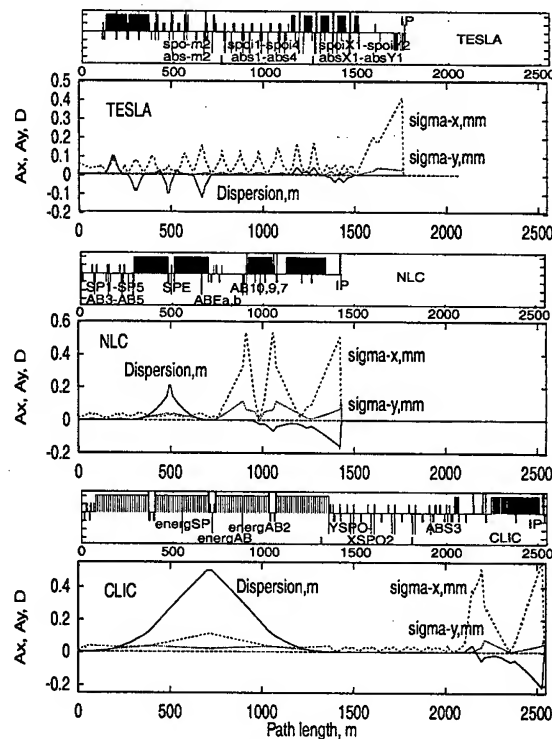 IP
TESLA
spo-m2 spoi1-spoi4 spoiX1-spoi 2
abs-m2 abs1-abs4 absX1-absY1
0 500 1000 1500 2000 2500
Ax, Ay, D
0.5
0.4
0.3
0.2
0.1
0
-0.1
-0.2
TESLA
sigma-x,mm
sigma-y,mm
Dispersion,m
0 500 1000 1500 2000 2500
SP1-SP5 SPE AB10,9,7 IP NLC
AB3-AB5 ABEa,b
0 500 1000 1500 2000 2500
Ax, Ay, D
0.6
0.4
0.2
0
-0.2
NLC
Dispersion,m
sigma-x,mm
sigma-y,mm
0 500 1000 1500 2000 2500
energSP energAB2 YSPO- ABS3 IP
energAB XSPO2 CLIC
0 500 1000 1500 2000 2500
Ax, Ay, D
0.4
0.2
0
-0.2
CLIC
Dispersion,m
sigma-x,mm
sigma-y,mm
0 500 1000 1500 2000 2500
Path length, m